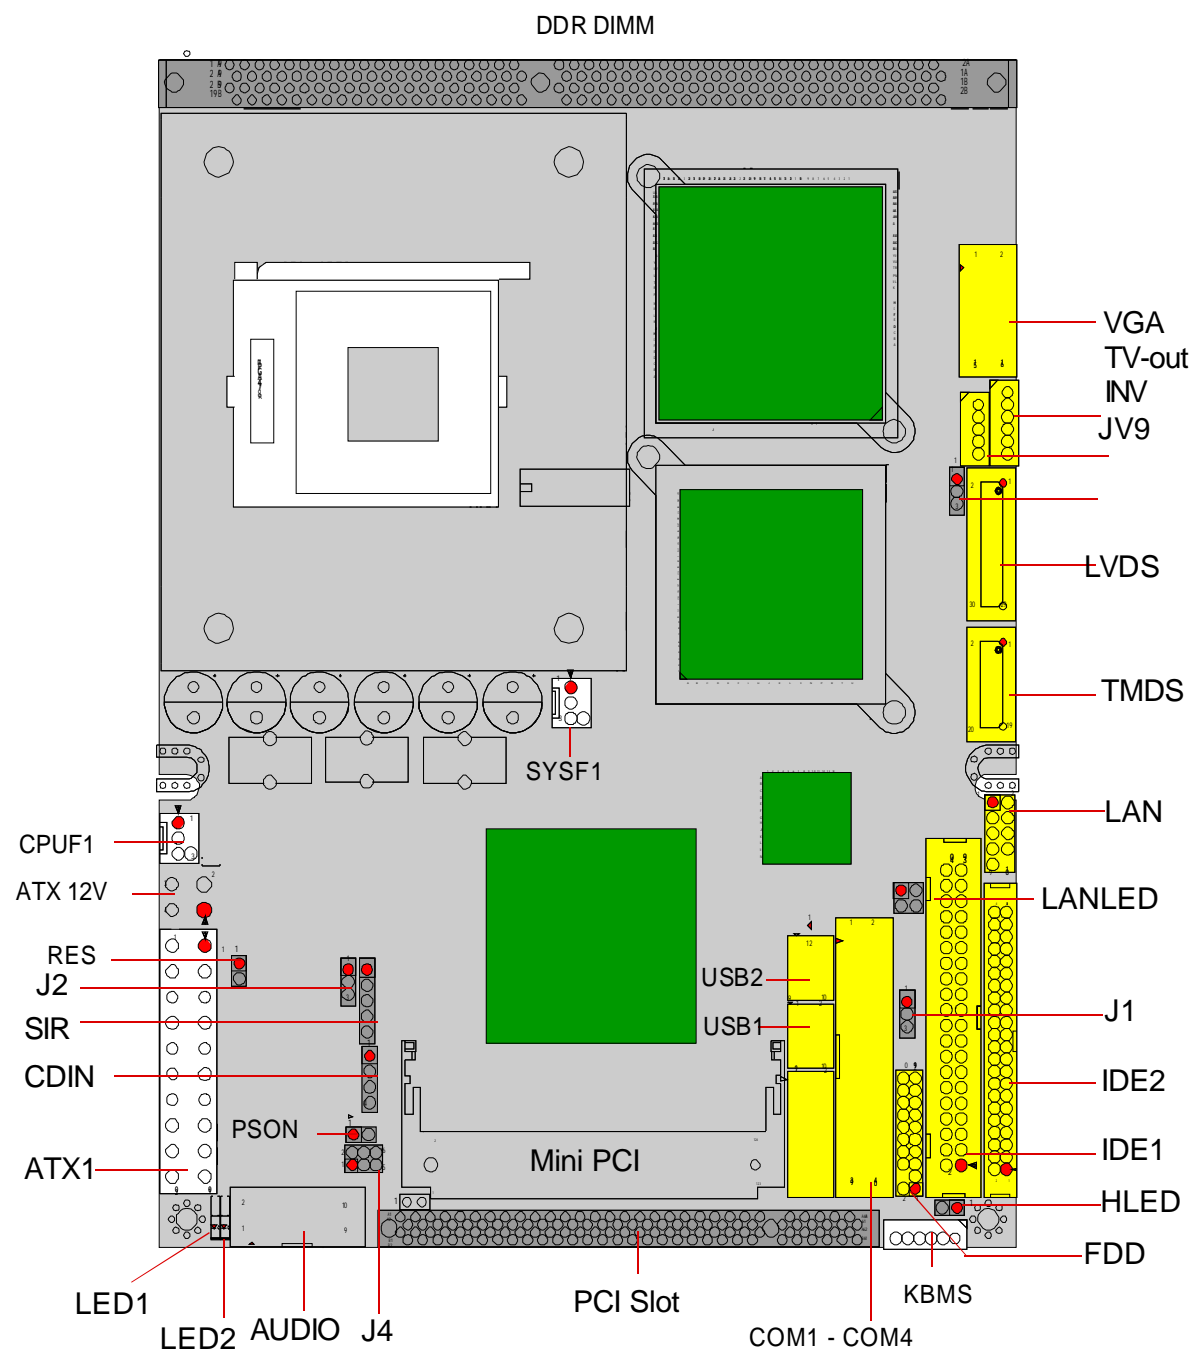 DDR DIMM
VGA
TV-out
INV
JV9
LVDS
TMDS
SYSF1
LAN
CPUF1
ATX 12V
LANLED
RES
J2
USB2
SIR
USB1
J1
CDIN
IDE2
PSON
Mini PCI
IDE1
ATX1
HLED
FDD
KBMS
LED1
PCI Slot
LED2
AUDIO
J4
COM1 - COM4